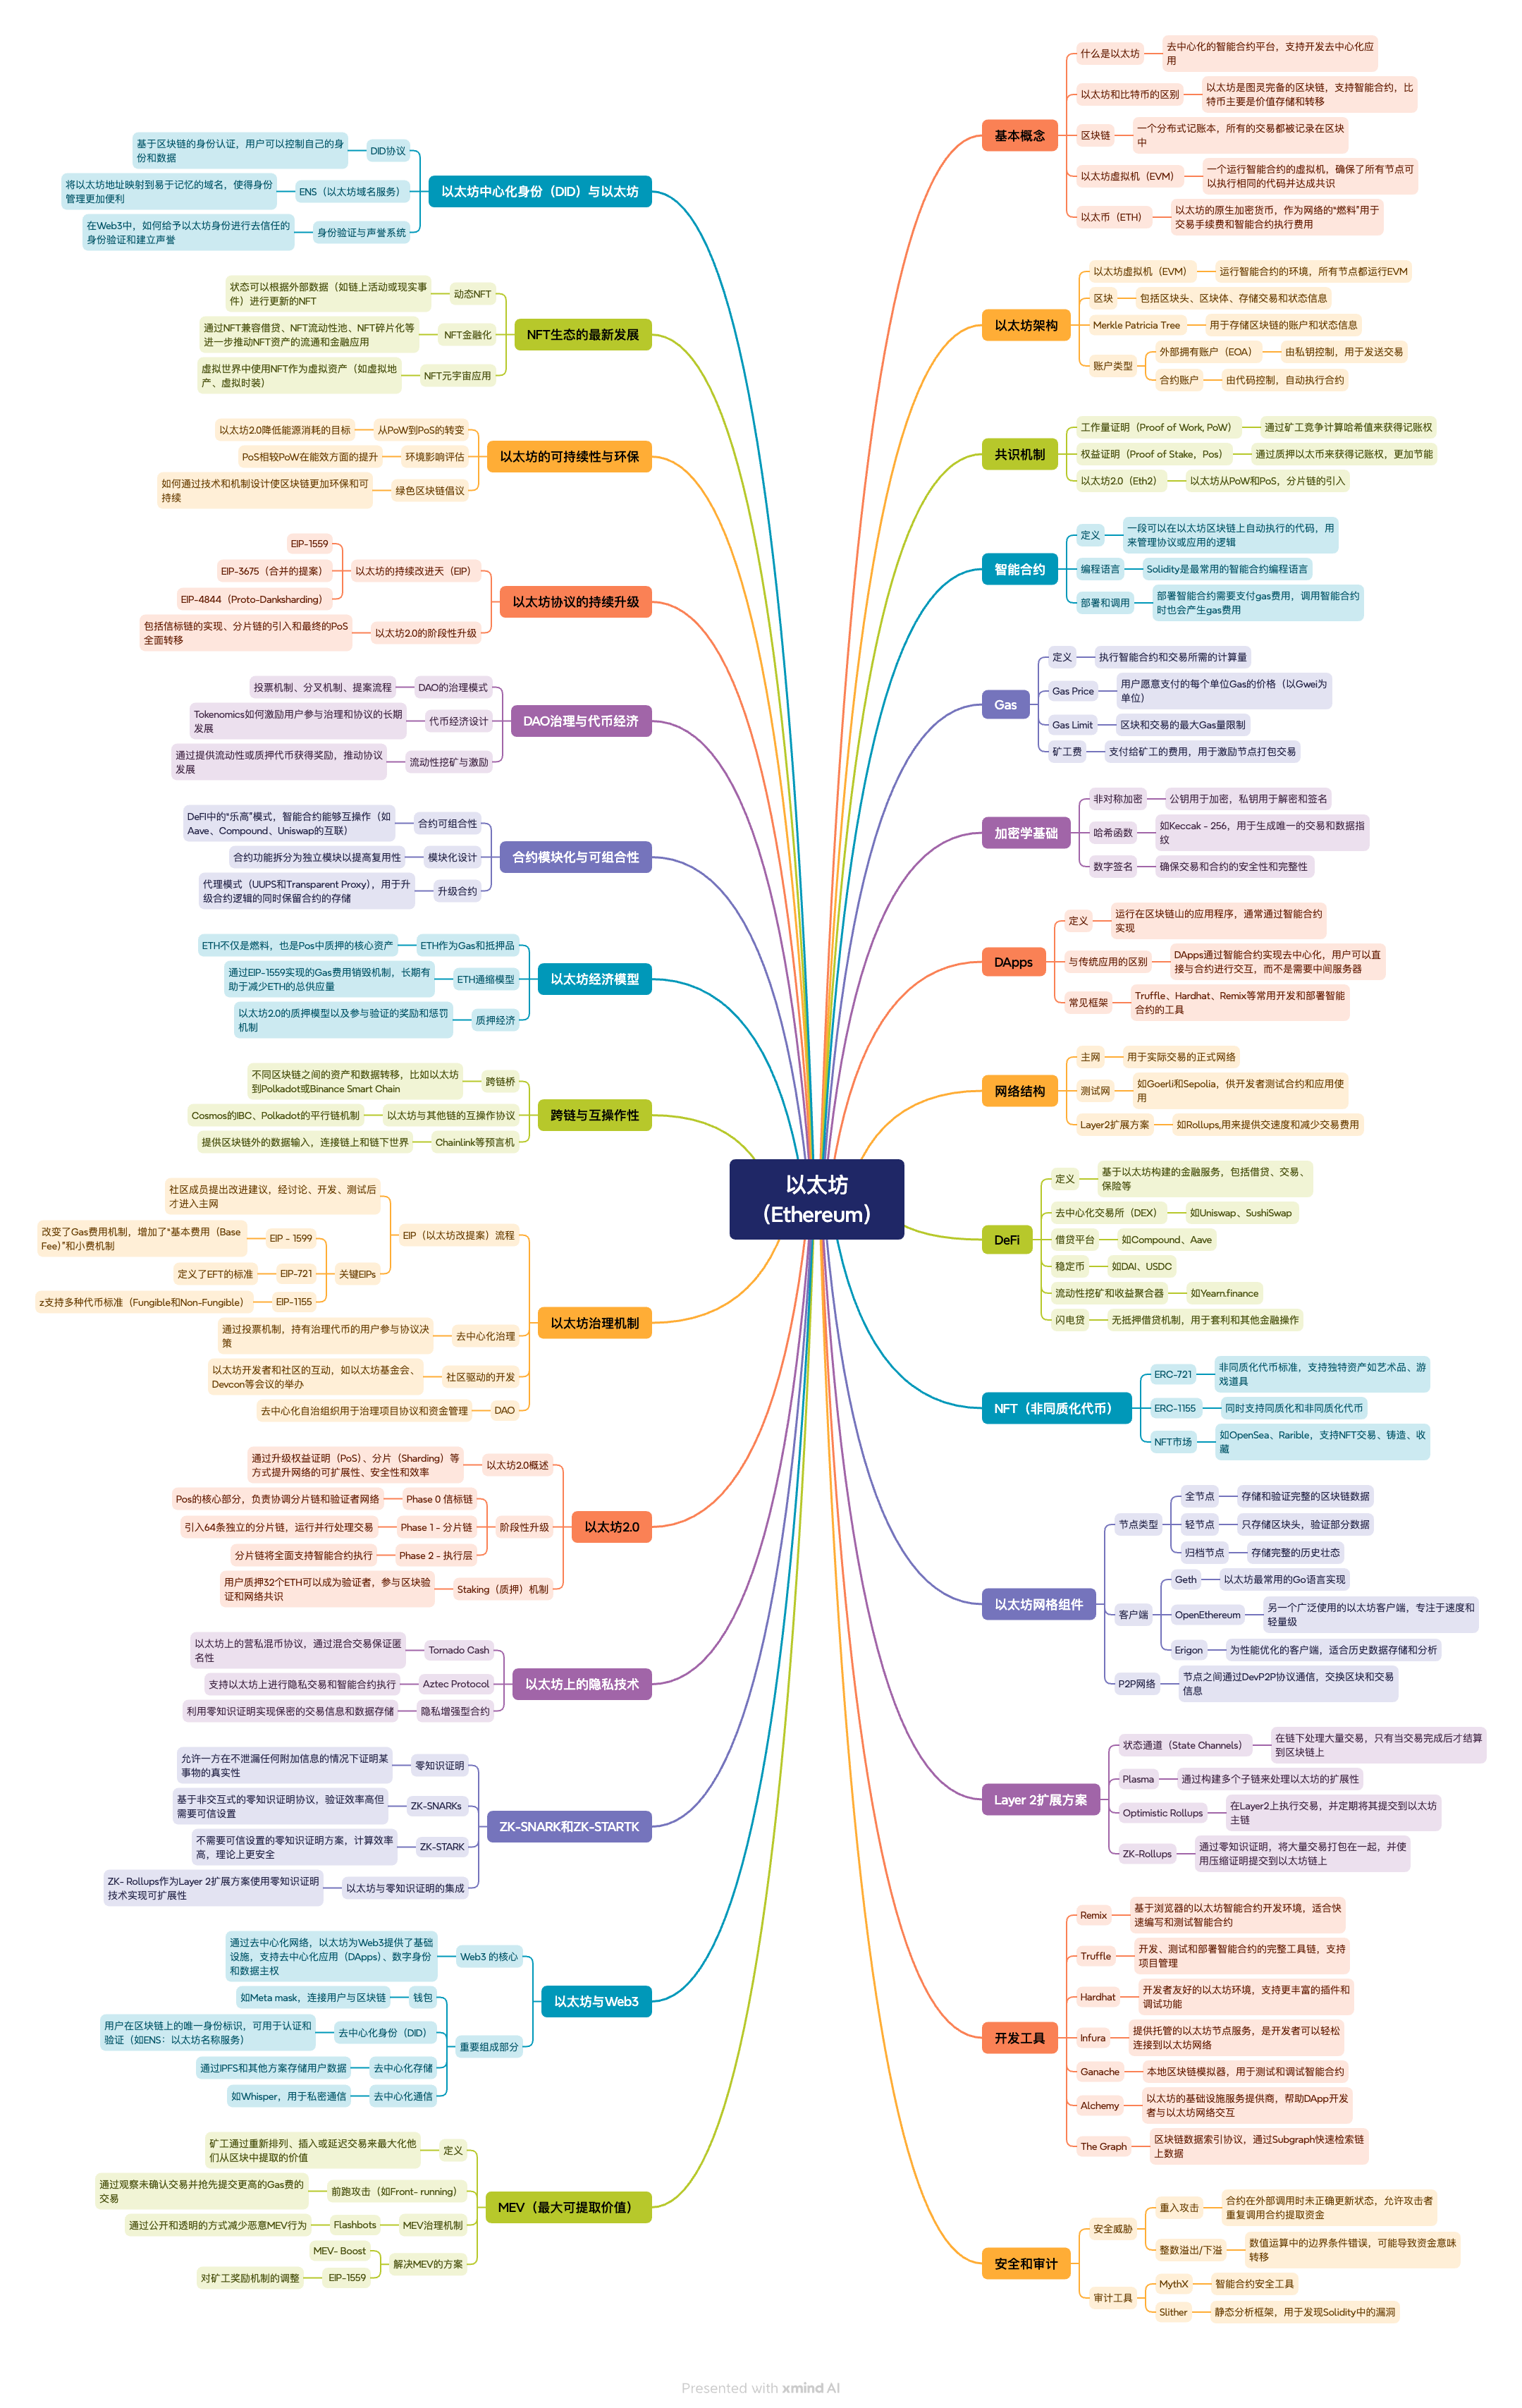 以太坊
（Ethereum）
基本概念
什么是以太坊
去中心化的智能合约平台，支持开发去中心化应
用
以太坊和比特币的区别
以太坊是图灵完备的区块链，支持智能合约，比
特币主要是价值存储和转移
区块链
一个分布式记账本，所有的交易都被记录在区块
中
以太坊虚拟机（EVM）
一个运行智能合约的虚拟机，确保了所有节点可
以执行相同的代码并达成共识
以太币（ETH）
以太坊的原生加密货币，作为网络的“燃料”用于
交易手续费和智能合约执行费用
以太坊架构
以太坊虚拟机（EVM）
运行智能合约的环境，所有节点都运行EVM
区块
包括区块头、区块体、存储交易和状态信息
Merkle Patricia Tree
用于存储区块链的账户和状态信息
账户类型
外部拥有账户（EOA）
由私钥控制，用于发送交易
合约账户
由代码控制，自动执行合约
共识机制
工作量证明（Proof of Work, PoW）
通过矿工竞争计算哈希值来获得记账权
权益证明（Proof of Stake，Pos）
通过质押以太币来获得记账权，更加节能
以太坊2.0（Eth2）
以太坊从PoW和PoS，分片链的引入
智能合约
定义
一段可以在以太坊区块链上自动执行的代码，用
来管理协议或应用的逻辑
编程语言
Solidity是最常用的智能合约编程语言
部署和调用
部署智能合约需要支付gas费用，调用智能合约
时也会产生gas费用
Gas
定义
执行智能合约和交易所需的计算量
Gas Price
用户愿意支付的每个单位Gas的价格（以Gwei为
单位）
Gas Limit
区块和交易的最大Gas量限制
矿工费
支付给矿工的费用，用于激励节点打包交易
加密学基础
非对称加密
公钥用于加密，私钥用于解密和签名
哈希函数
如Keccak - 256，用于生成唯一的交易和数据指
纹
数字签名
确保交易和合约的安全性和完整性
DApps
定义
运行在区块链山的应用程序，通常通过智能合约
实现
与传统应用的区别
DApps通过智能合约实现去中心化，用户可以直
接与合约进行交互，而不是需要中间服务器
常见框架
Truffle、Hardhat、Remix等常用开发和部署智能
合约的工具
网络结构
主网
用于实际交易的正式网络
测试网
如Goerli和Sepolia，供开发者测试合约和应用使
用
Layer2扩展方案
如Rollups,用来提供交速度和减少交易费用
DeFi
定义
基于以太坊构建的金融服务，包括借贷、交易、
保险等
去中心化交易所（DEX）
如Uniswap、SushiSwap
借贷平台
如Compound、Aave
稳定币
如DAI、USDC
流动性挖矿和收益聚合器
如Yearn.finance
闪电贷
无抵押借贷机制，用于套利和其他金融操作
NFT（非同质化代币）
ERC-721
非同质化代币标准，支持独特资产如艺术品、游
戏道具
ERC-1155
同时支持同质化和非同质化代币
NFT市场
如OpenSea、Rarible，支持NFT交易、铸造、收
藏
以太坊网格组件
节点类型
全节点
存储和验证完整的区块链数据
轻节点
只存储区块头，验证部分数据
归档节点
存储完整的历史状态
客户端
Geth
以太坊最常用的Go语言实现
OpenEthereum
另一个广泛使用的以太坊客户端，专注于速度和
轻量级
Erigon
为性能优化的客户端，适合历史数据存储和分析
P2P网络
节点之间通过DevP2P协议通信，交换区块和交易
信息
Layer 2扩展方案
状态通道（State Channels）
在链下处理大量交易，只有当交易完成后才结算
到区块链上
Plasma
通过构建多个子链来处理以太坊的扩展性
Optimistic Rollups
在Layer2上执行交易，并定期将其提交到以太坊
主链
ZK-Rollups
通过零知识证明，将大量交易打包在一起，并使
用压缩证明提交到以太坊链上
开发工具
Remix
基于浏览器的以太坊智能合约开发环境，适合快
速编写和测试智能合约
Truffle
开发、测试和部署智能合约的完整工具链，支持
项目管理
Hardhat
开发者友好的以太坊环境，支持更丰富的插件和
调试功能
Infura
提供托管的以太坊节点服务，是开发者可以轻松
连接到以太坊网络
Ganache
本地区块链模拟器，用于测试和调试智能合约
Alchemy
以太坊的基础设施服务提供商，帮助DApp开发
者与以太坊网络交互
The Graph
区块链数据索引协议，通过Subgraph快速检索链
上数据
安全和审计
安全威胁
重入攻击
合约在外部调用时未正确更新状态，允许攻击者
重复调用合约提取资金
整数溢出/下溢
数值运算中的边界条件错误，可能导致资金意味
转移
审计工具
MythX
智能合约安全工具
Slither
静态分析框架，用于发现Solidity中的漏洞
以太坊中心化身份（DID）与以太坊
DID协议
基于区块链的身份认证，用户可以控制自己的身
份和数据
ENS（以太坊域名服务）
将以太坊地址映射到易于记忆的域名，使得身份
管理更加便利
身份验证与声誉系统
在Web3中，如何给予以太坊身份进行去信任的
身份验证和建立声誉
NFT生态的最新发展
动态NFT
状态可以根据外部数据（如链上活动或现实事
件）进行更新的NFT
NFT金融化
通过NFT兼容借贷、NFT流动性池、NFT碎片化等
进一步推动NFT资产的流通和金融应用
NFT元宇宙应用
虚拟世界中使用NFT作为虚拟资产（如虚拟地
产、虚拟时装）
以太坊的可持续性与环保
从PoW到PoS的转变
以太坊2.0降低能源消耗的目标
环境影响评估
PoS相较PoW在能效方面的提升
绿色区块链倡议
如何通过技术和机制设计使区块链更加环保和可
持续
以太坊协议的持续升级
以太坊的持续改进天（EIP）
EIP-1559
EIP-3675（合并的提案）
EIP-4844（Proto-Danksharding）
以太坊2.0的阶段性升级
包括信标链的实现、分片链的引入和最终的PoS
全面转移
DAO治理与代币经济
DAO的治理模式
投票机制、分叉机制、提案流程
代币经济设计
Tokenomics如何激励用户参与治理和协议的长期
发展
流动性挖矿与激励
通过提供流动性或质押代币获得奖励，推动协议
发展
合约模块化与可组合性
合约可组合性
DeFI中的“乐高”模式，智能合约能够互操作（如
Aave、Compound、Uniswap的互联）
模块化设计
合约功能拆分为独立模块以提高复用性
升级合约
代理模式（UUPS和Transparent Proxy），用于升
级合约逻辑的同时保留合约的存储
以太坊经济模型
ETH作为Gas和抵押品
ETH不仅是燃料，也是Pos中质押的核心资产
ETH通缩模型
通过EIP-1559实现的Gas费用销毁机制，长期有
助于减少ETH的总供应量
质押经济
以太坊2.0的质押模型以及参与验证的奖励和惩罚
机制
跨链与互操作性
跨链桥
不同区块链之间的资产和数据转移，比如以太坊
到Polkadot或Binance Smart Chain
以太坊与其他链的互操作协议
Cosmos的IBC、Polkadot的平行链机制
Chainlink等预言机
提供区块链外的数据输入，连接链上和链下世界
以太坊治理机制
EIP（以太坊改提案）流程
社区成员提出改进建议，经讨论、开发、测试后
才进入主网
关键EIPs
EIP - 1599
改变了Gas费用机制，增加了“基本费用（Base
Fee）”和小费机制
EIP-721
定义了EFT的标准
EIP-1155
z支持多种代币标准（Fungible和Non-Fungible）
去中心化治理
通过投票机制，持有治理代币的用户参与协议决
策
社区驱动的开发
以太坊开发者和社区的互动，如以太坊基金会、
Devcon等会议的举办
DAO
去中心化自治组织用于治理项目协议和资金管理
以太坊2.0
以太坊2.0概述
通过升级权益证明（PoS）、分片（Sharding）等
方式提升网络的可扩展性、安全性和效率
阶段性升级
Phase 0 信标链
Pos的核心部分，负责协调分片链和验证者网络
Phase 1 - 分片链
引入64条独立的分片链，运行并行处理交易
Phase 2 - 执行层
分片链将全面支持智能合约执行
Staking（质押）机制
用户质押32个ETH可以成为验证者，参与区块验
证和网络共识
以太坊上的隐私技术
Tornado Cash
以太坊上的营私混币协议，通过混合交易保证匿
名性
Aztec Protocol
支持以太坊上进行隐私交易和智能合约执行
隐私增强型合约
利用零知识证明实现保密的交易信息和数据存储
ZK-SNARK和ZK-STARTK
零知识证明
允许一方在不泄漏任何附加信息的情况下证明某
事物的真实性
ZK-SNARKs
基于非交互式的零知识证明协议，验证效率高但
需要可信设置
ZK-STARK
不需要可信设置的零知识证明方案，计算效率
高，理论上更安全
以太坊与零知识证明的集成
ZK- Rollups作为Layer 2扩展方案使用零知识证明
技术实现可扩展性
以太坊与Web3
Web3 的核心
通过去中心化网络，以太坊为Web3提供了基础
设施，支持去中心化应用（DApps）、数字身份
和数据主权
重要组成部分
钱包
如Meta mask，连接用户与区块链
去中心化身份（DID）
用户在区块链上的唯一身份标识，可用于认证和
验证（如ENS：以太坊名称服务）
去中心化存储
通过IPFS和其他方案存储用户数据
去中心化通信
如Whisper，用于私密通信
MEV（最大可提取价值）
定义
矿工通过重新排列、插入或延迟交易来最大化他
们从区块中提取的价值
前跑攻击（如Front- running）
通过观察未确认交易并抢先提交更高的Gas费的
交易
MEV治理机制
Flashbots
通过公开和透明的方式减少恶意MEV行为
解决MEV的方案
MEV- Boost
EIP-1559
对矿工奖励机制的调整
Presented with xmind AI